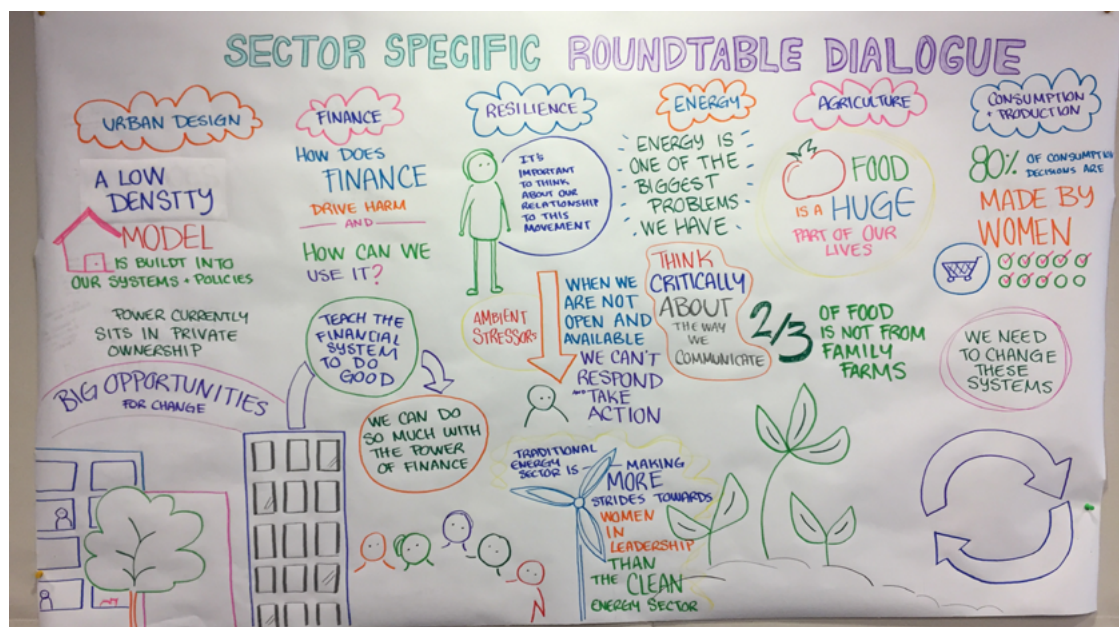 SECTOR SPECIFIC ROUNDTABLE DIALOGUE
URBAN DESIGN
A LOW
DENSTTY
MODEL
IS BUILDT INTO
OUR SYSTEMS + POLICIES
POWER CURRENTLY
SITS IN PRIVATE
OWNERSHIP
BIG OPPORTUNITIES
FOR CHANGE
FINANCE
HOW DOES
FINANCE
DRIVE HARM
AND
HOW CAN WE
USE IT?
TEACH THE
FINANCIAL
SYSTEM
TO DO
GOOD
WE CAN DO
SO MUCH WITH
THE POWER
OF FINANCE
RESILIENCE
IT'S
IMPORTANT
TO THINK
ABOUT OUR
RELATIONSHIP
TO THIS
MOVEMENT
AMBIENT
STRESSORS
WHEN WE
ARE NOT
OPEN AND
AVAILABLE
WE CAN'T
RESPOND
AND TAKE
ACTION
ENERGY
ENERGY IS
ONE OF THE
BIGGEST
PROBLEMS
WE HAVE
THINK
CRITICALLY
ABOUT
THE WAY
WE
COMMUNICATE
TRADITIONAL
ENERGY
SECTOR IS
MAKING
MORE
STRIDES TOWARDS
WOMEN
IN
LEADERSHIP
THAN
THE CLEAN
ENERGY SECTOR
AGRICULTURE
FOOD
IS A HUGE
PART OF OUR
LIVES
2/3 OF FOOD
IS NOT FROM
FAMILY
FARMS
CONSUMPTION
+ PRODUCTION
80% OF CONSUMPTION
DECISIONS ARE
MADE BY
WOMEN
WE NEED
TO CHANGE
THESE
SYSTEMS